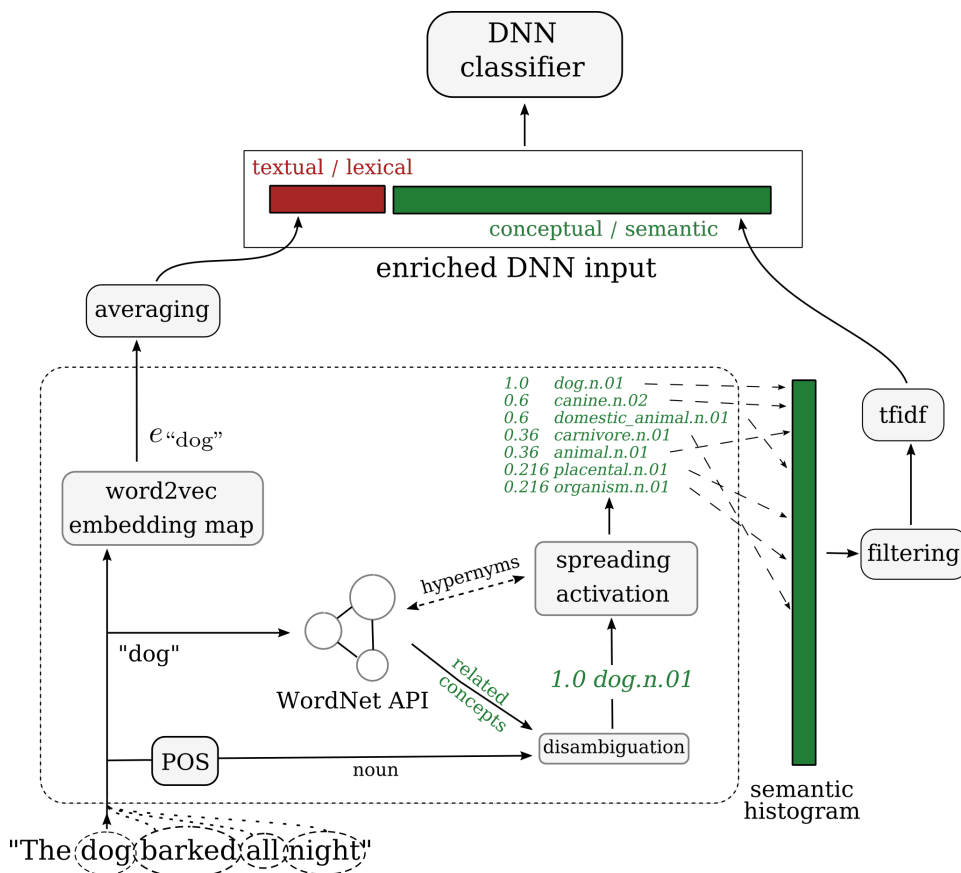 DNN
classifier
textual / lexical
conceptual / semantic
enriched DNN input
averaging
1.0 dog.n.01
0.6 canine.n.02
0.6 domestic_animal.n.01
0.36 carnivore.n.01
0.36 animal.n.01
0.216 placental.n.01
0.216 organism.n.01
tfidf
e“dog”
word2vec
embedding map
filtering
spreading
activation
hypernyms
"dog"
WordNet API
related
concepts
1.0 dog.n.01
disambiguation
POS
noun
semantic
histogram
"The dog barked all night"